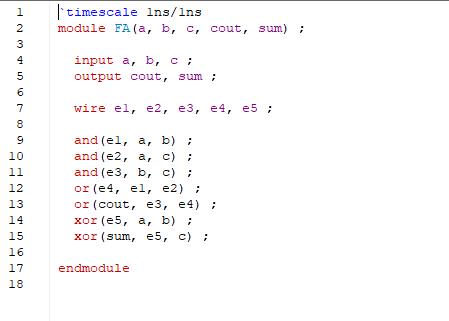 1 `timescale 1ns/1ns
2 module FA(a, b, c, cout, sum) ;
3
4 input a, b, c ;
5 output cout, sum ;
6
7 wire e1, e2, e3, e4, e5 ;
8
9 and(e1, a, b) ;
10 and(e2, a, c) ;
11 and(e3, b, c) ;
12 or(e4, e1, e2) ;
13 or(cout, e3, e4) ;
14 xor(e5, a, b) ;
15 xor(sum, e5, c) ;
16
17 endmodule
18